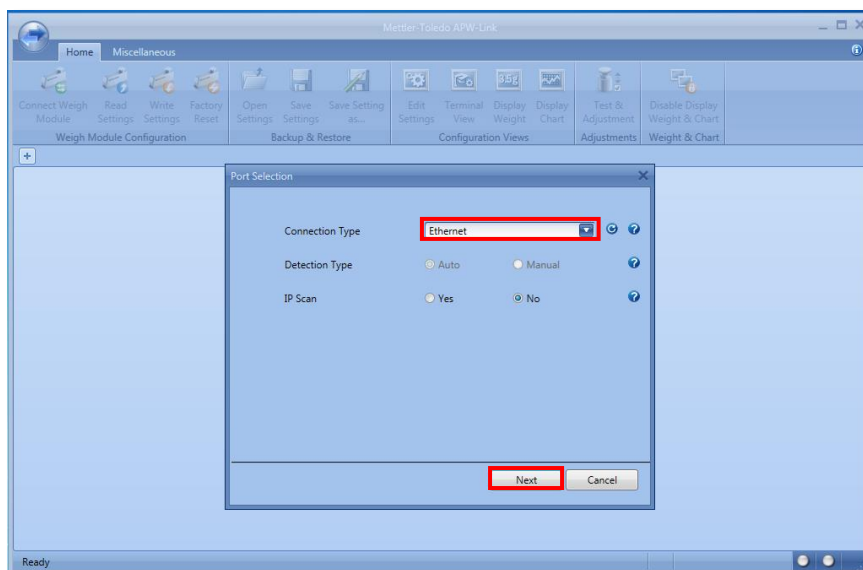 Mettler-Toledo APW-Link
Home Miscellaneous
Connect Weigh Module
Read Settings
Write Settings
Factory Reset
Open Settings
Save Settings
Save Setting as...
Edit Settings
Terminal View
Display Weight
Display Chart
Test & Adjustment
Disable Display Weight & Chart
Weigh Module Configuration
Backup & Restore
Configuration Views
Adjustments
Weight & Chart
Port Selection
Connection Type Ethernet
Detection Type Auto Manual
IP Scan Yes No
Next Cancel
Ready